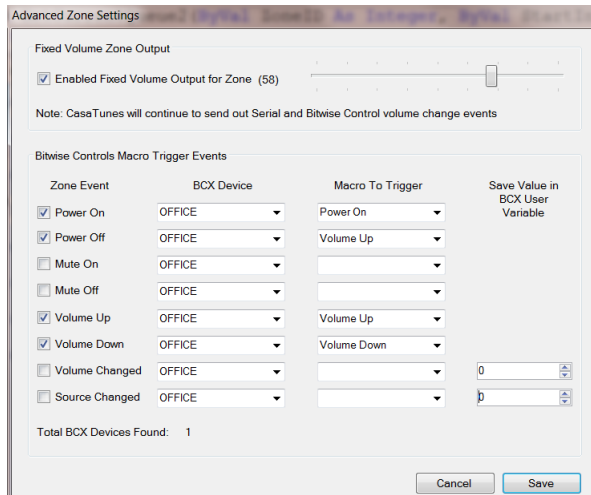 Advanced Zone Settings
Fixed Volume Zone Output
Enabled Fixed Volume Output for Zone (58)
Note: CasaTunes will continue to send out Serial and Bitwise Control volume change events
Bitwise Controls Macro Trigger Events
Zone Event BCX Device Macro To Trigger Save Value in
BCX User
Variable
Power On OFFICE Power On
Power Off OFFICE Volume Up
Mute On OFFICE
Mute Off OFFICE
Volume Up OFFICE Volume Up
Volume Down OFFICE Volume Down
Volume Changed OFFICE 0
Source Changed OFFICE 0
Total BCX Devices Found: 1
Cancel Save